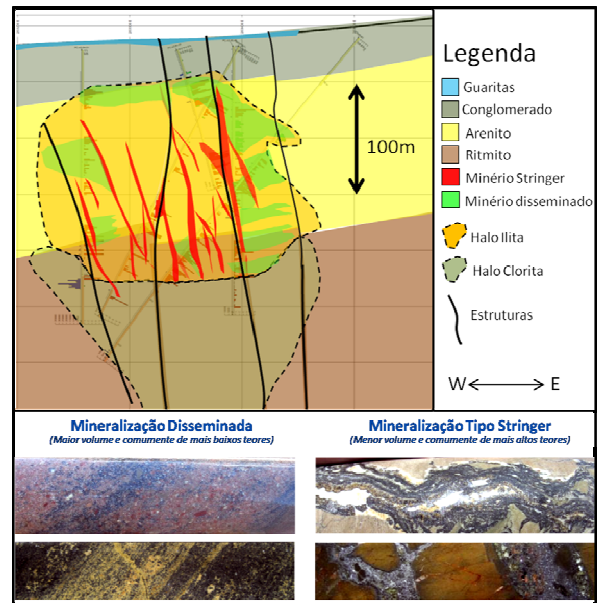 Legenda
Guaritas
Conglomerado
Arenito
Ritmito
Minério Stringer
Minério disseminado
Halo Ilita
Halo Clorita
Estruturas
W E
100m
Mineralização Disseminada
(Maior volume e comumente de mais baixos teores)
Mineralização Tipo Stringer
(Menor volume e comumente de mais altos teores)